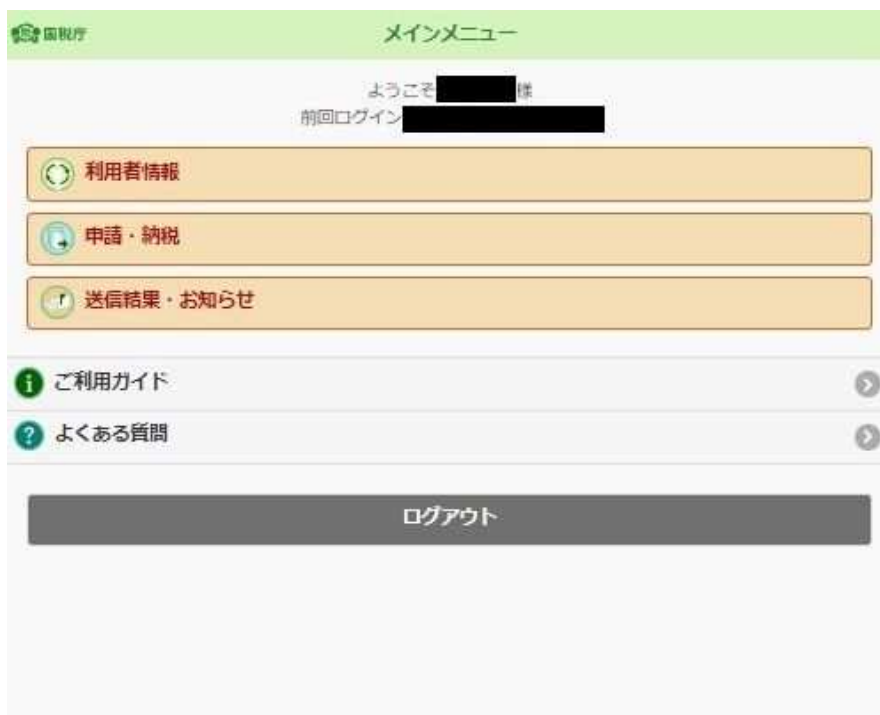 国税庁
メインメニュー
ようこそ 様
前回ログイン
利用者情報
申請・納税
送信結果・お知らせ
ご利用ガイド
よくある質問
ログアウト